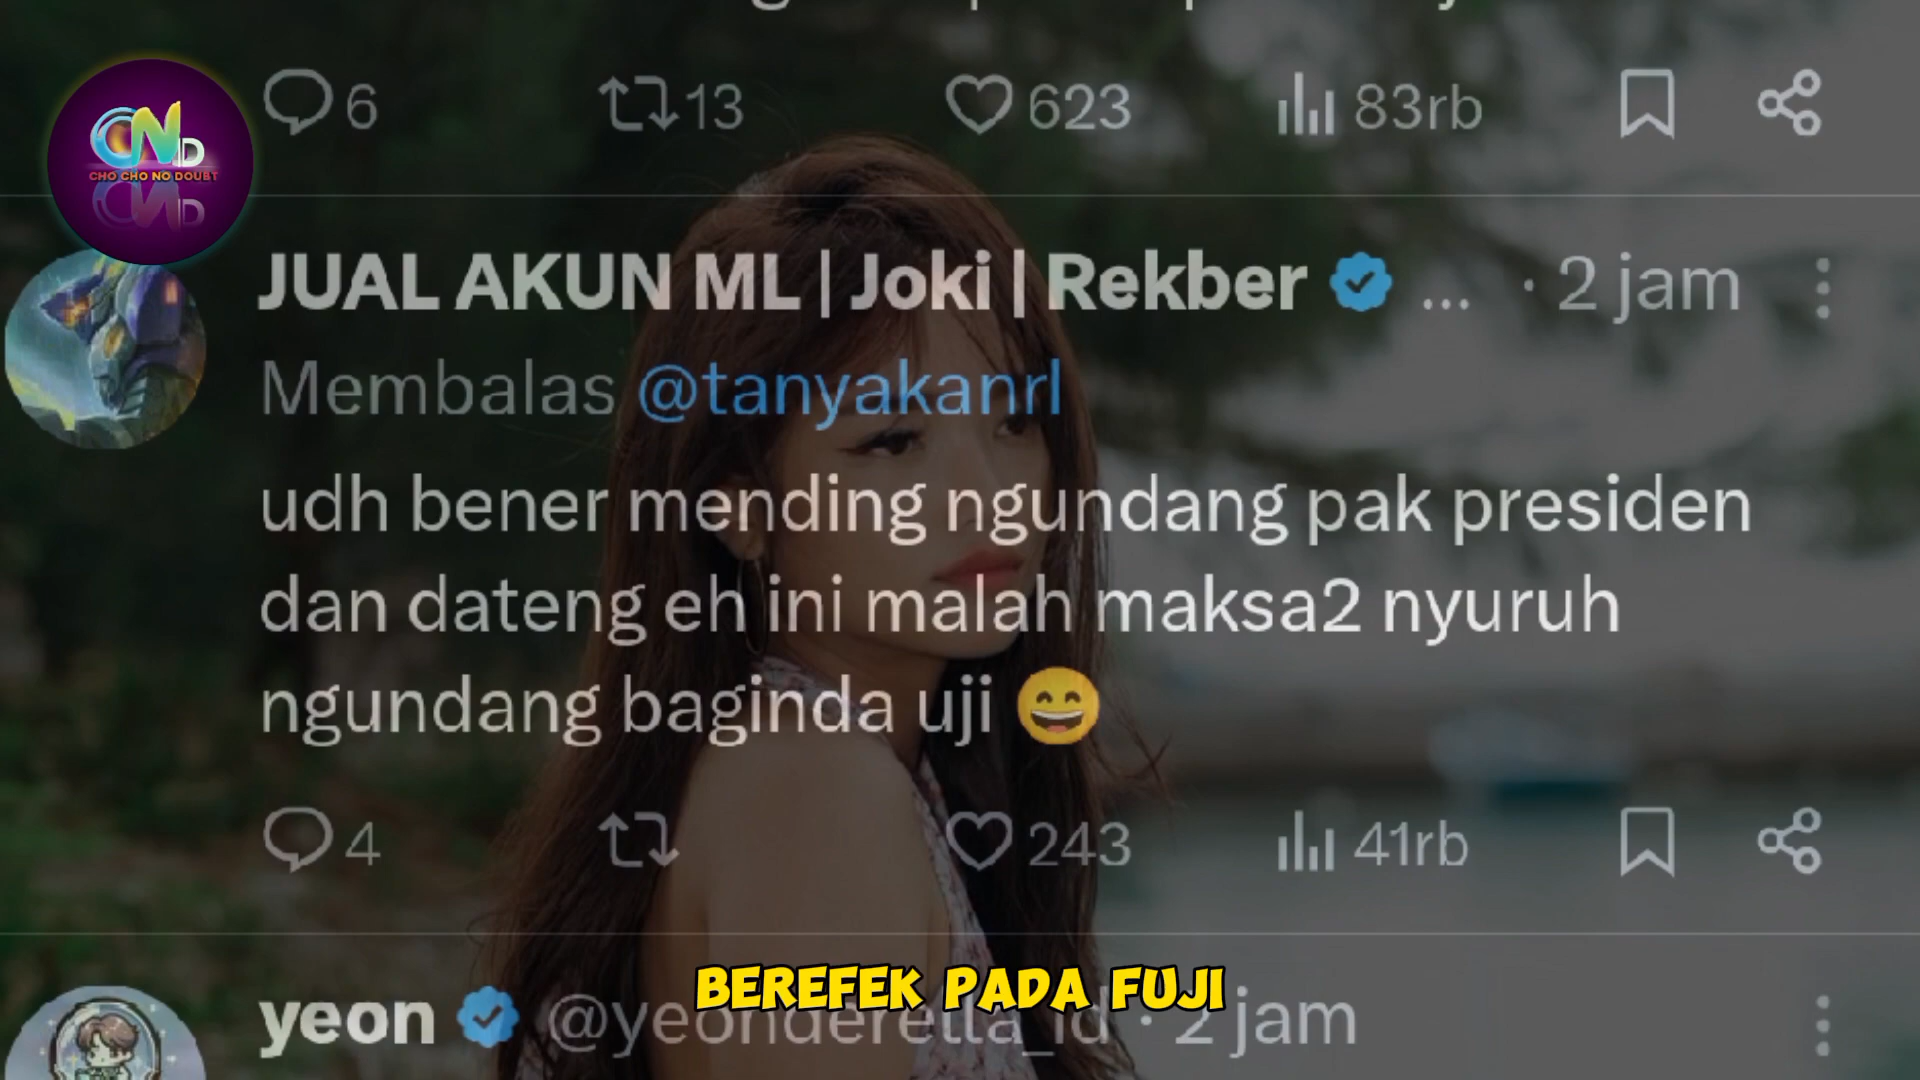 6 13 623 83rb
CND
CHO CHO NO DOUBT
JUAL AKUN ML | Joki | Rekber ... · 2 jam
Membalas @tanyakanrl
udh bener mending ngundang pak presiden
dan dateng eh ini malah maksa2 nyuruh
ngundang baginda uji 😄
4 243 41rb
BEREFEK PADA FUJI
yeon @yeonderella_id · 2 jam